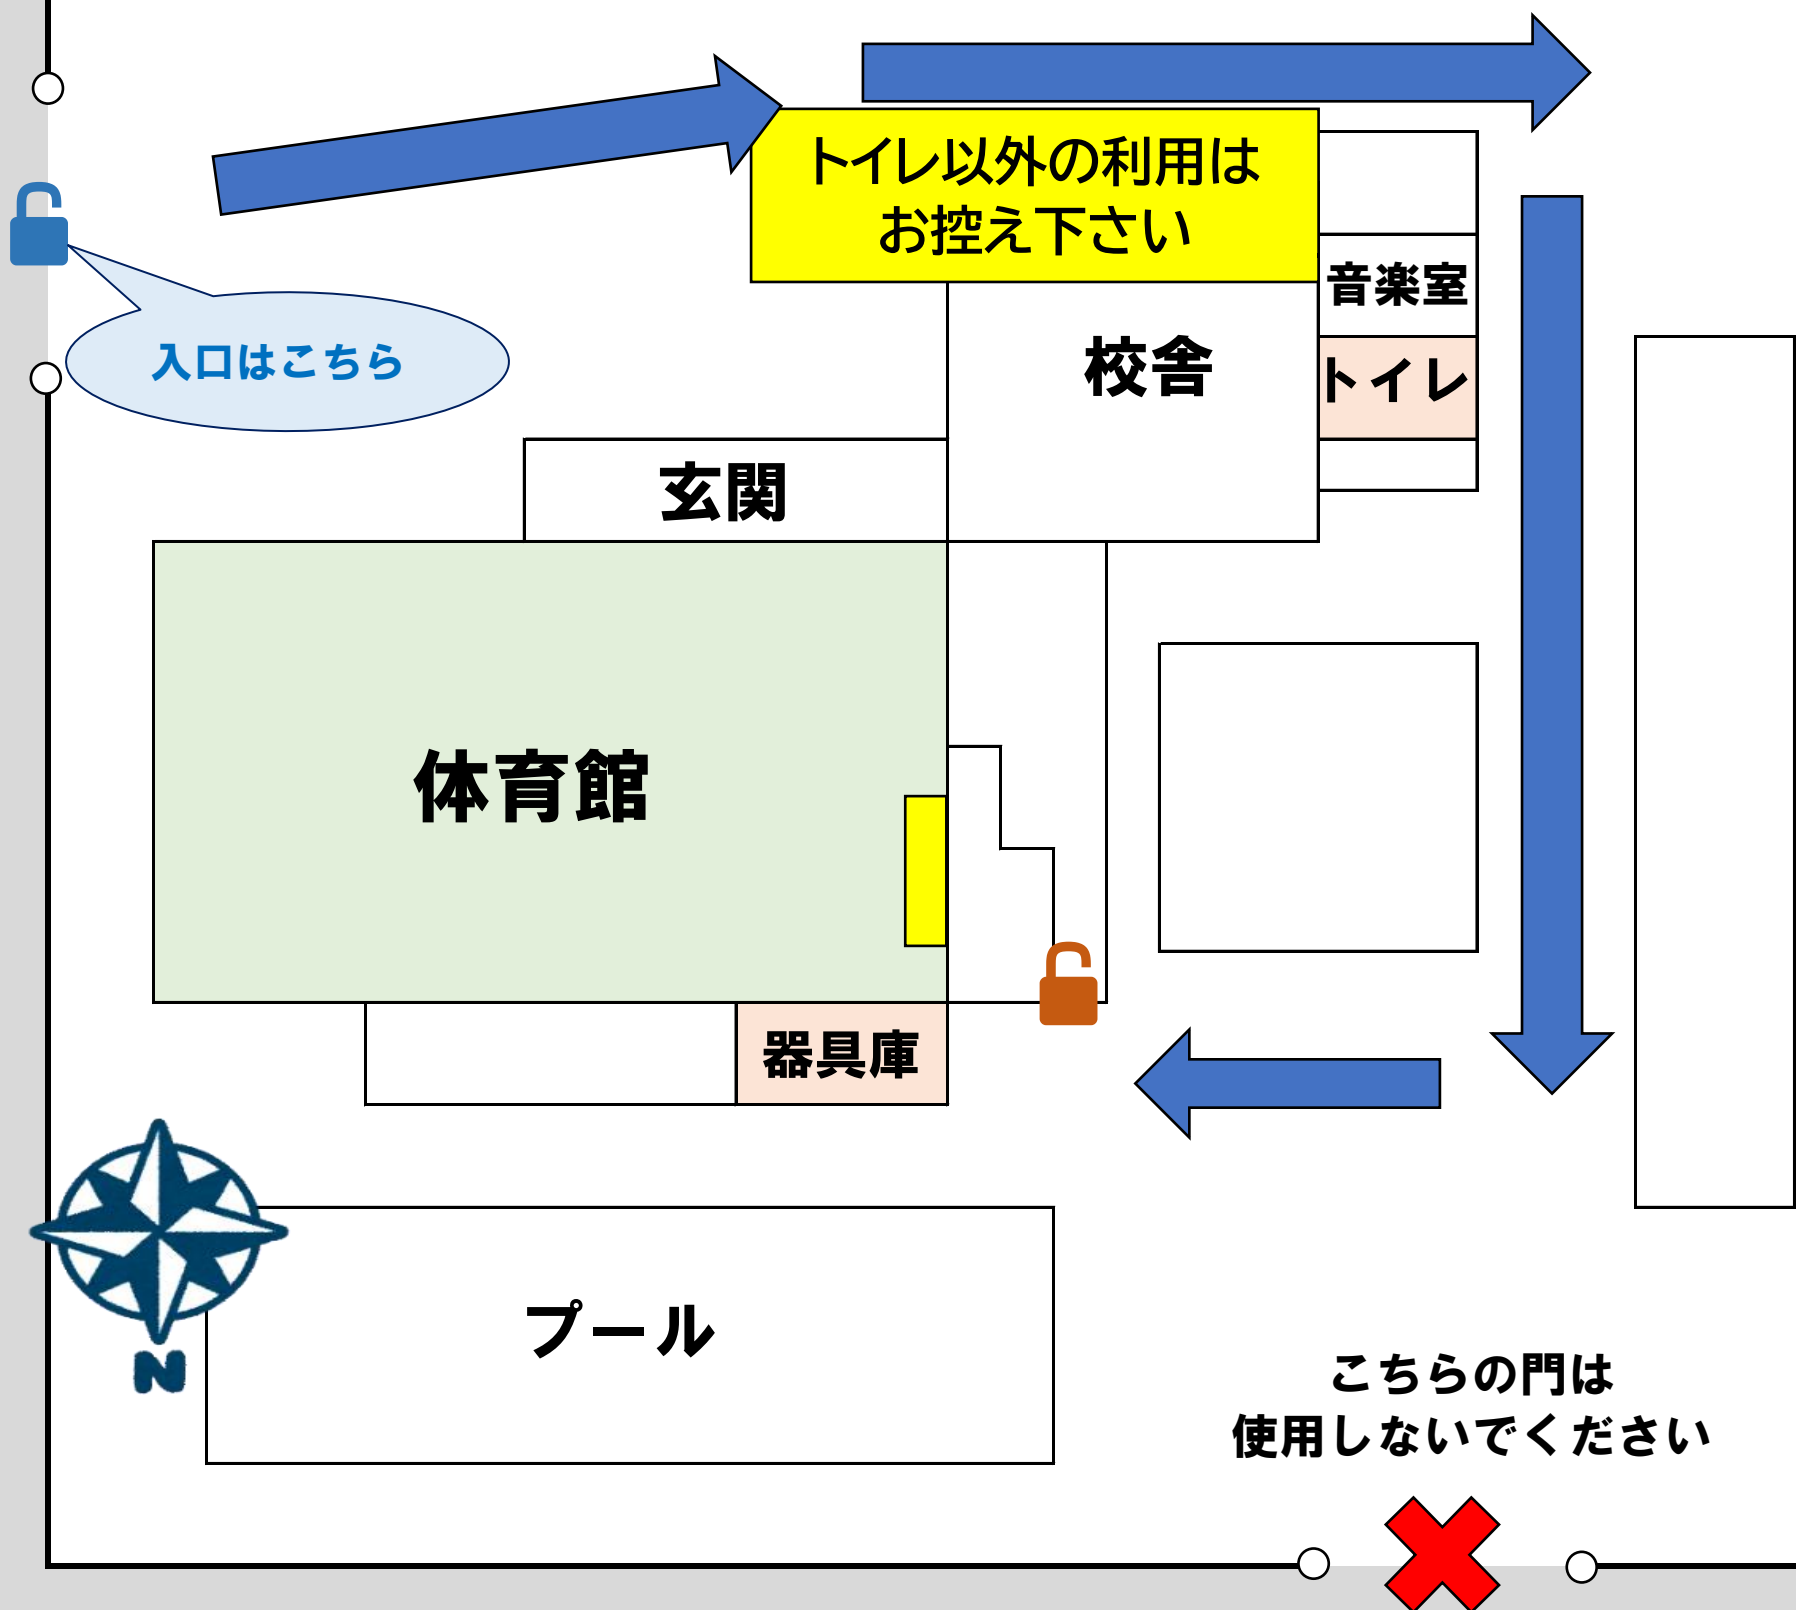 トイレ以外の利用は
お控え下さい
音楽室
入口はこちら
校舎
トイレ
玄関
体育館
器具庫
プール
N
こちらの門は
使用しないでください